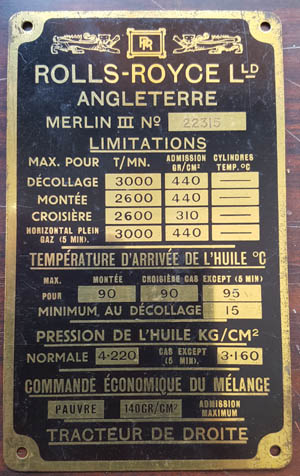 RR
ROLLS-ROYCE LTD
ANGLETERRE
MERLIN III No 22315
LIMITATIONS
MAX. POUR T/MN. ADMISSION GR/CM² CYLINDRES TEMP. °C
DÉCOLLAGE 3000 440 —
MONTÉE 2600 440 —
CROISIÈRE 2600 310 —
HORIZONTAL PLEIN GAZ (5 MIN). 3000 440 —
TEMPÉRATURE D'ARRIVÉE DE L'HUILE °C
MAX. MONTÉE CROISIÈRE CAS EXCEPT (5 MIN)
POUR 90 90 95
MINIMUM, AU DÉCOLLAGE 15
PRESSION DE L'HUILE KG/CM²
NORMALE 4·220 CAS EXCEPT (5 MIN). 3·160
COMMANDE ÉCONOMIQUE DU MÉLANGE
PAUVRE 140GR/CM² ADMISSION MAXIMUM
TRACTEUR DE DROITE